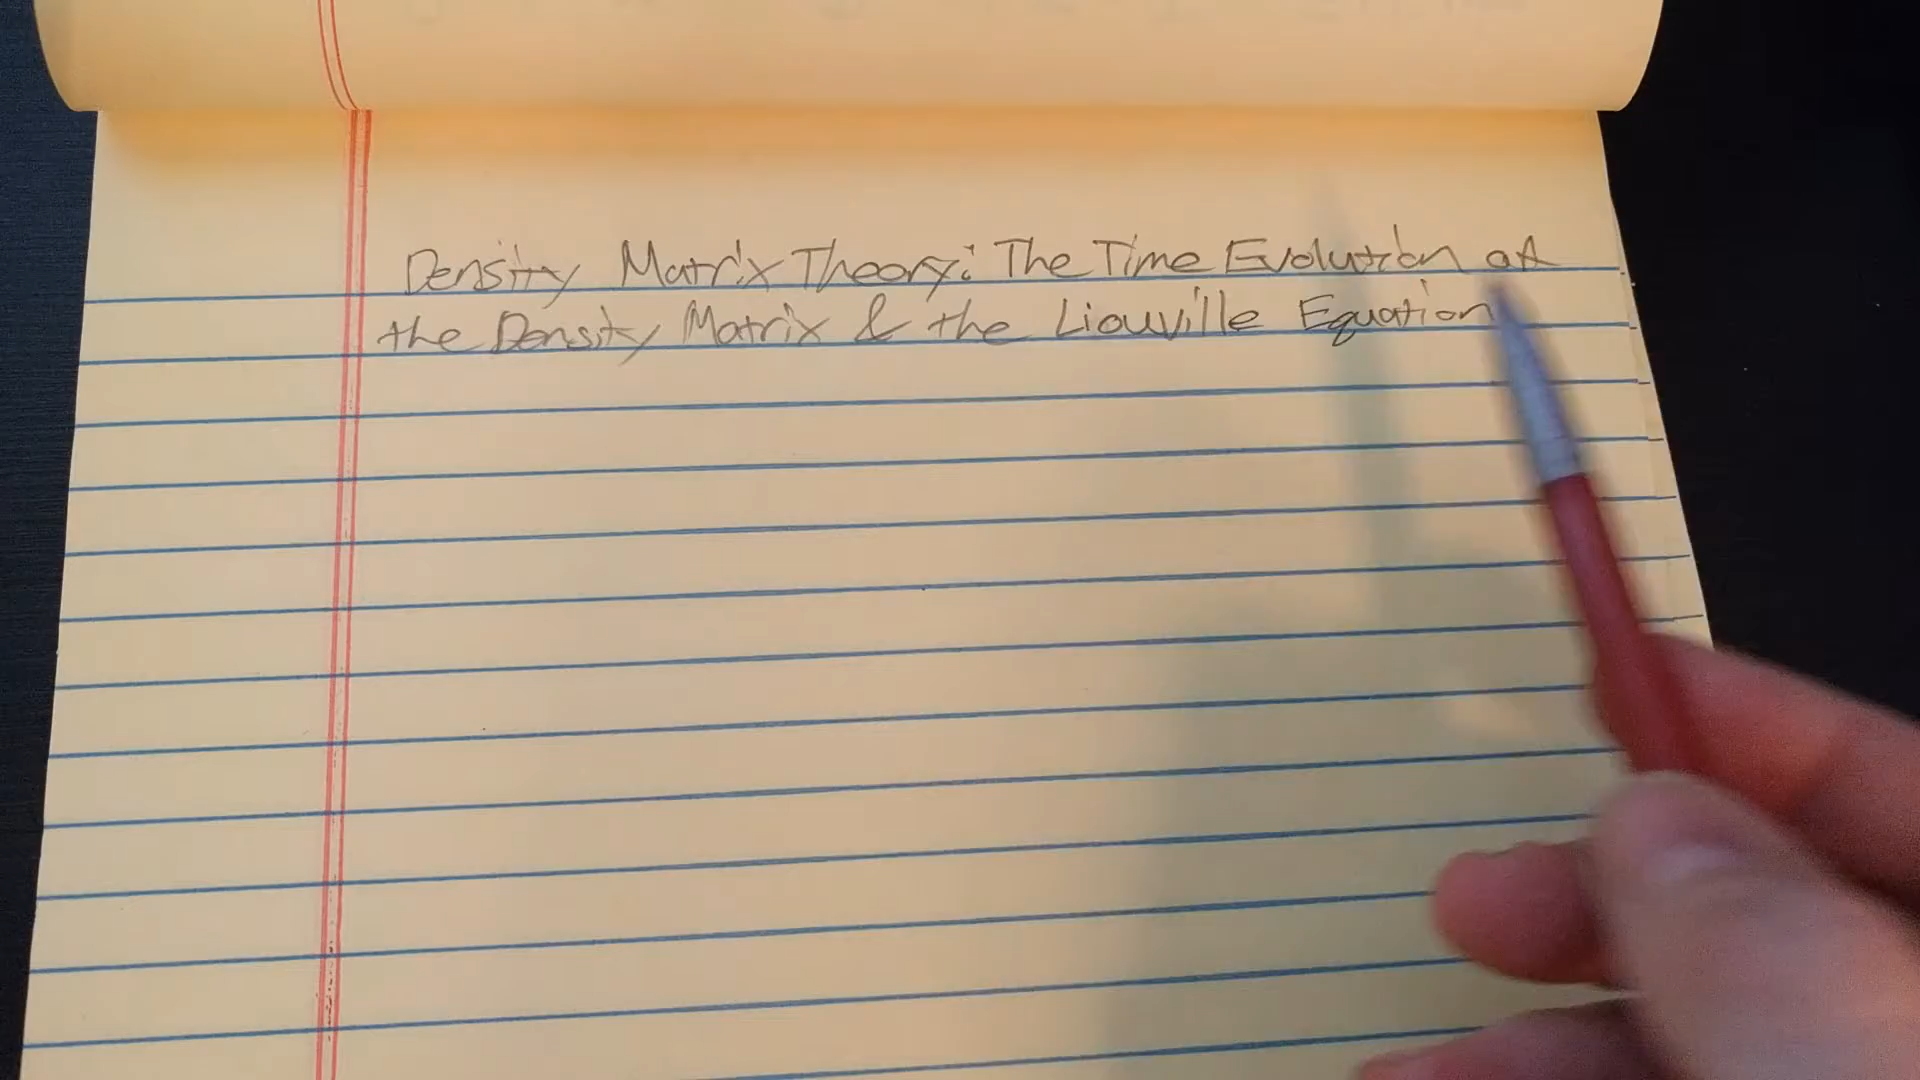 Density Matrix Theory: The Time Evolution of
the Density Matrix & the Liouville Equation